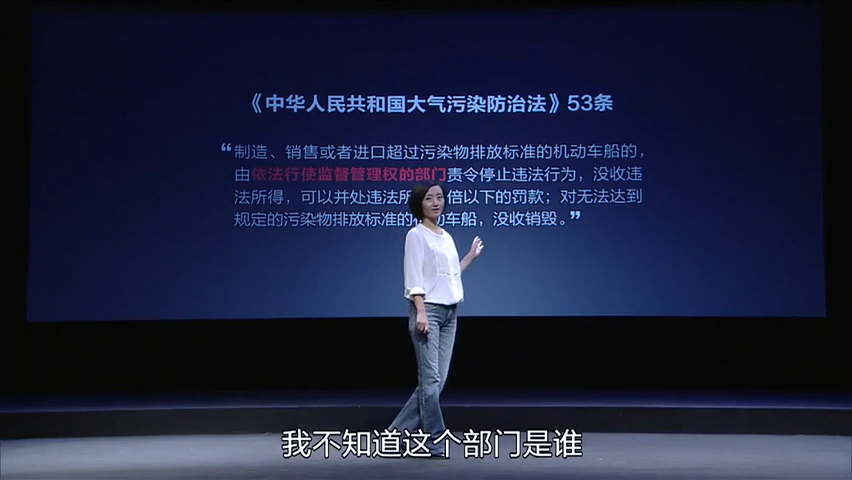 《中华人民共和国大气污染防治法》53条
“制造、销售或者进口超过污染物排放标准的机动车船的，
由依法行使监督管理权的部门责令停止违法行为，没收违
法所得，可以并处违法所 倍以下的罚款；对无法达到
规定的污染物排放标准的 动车船，没收销毁。”
我不知道这个部门是谁